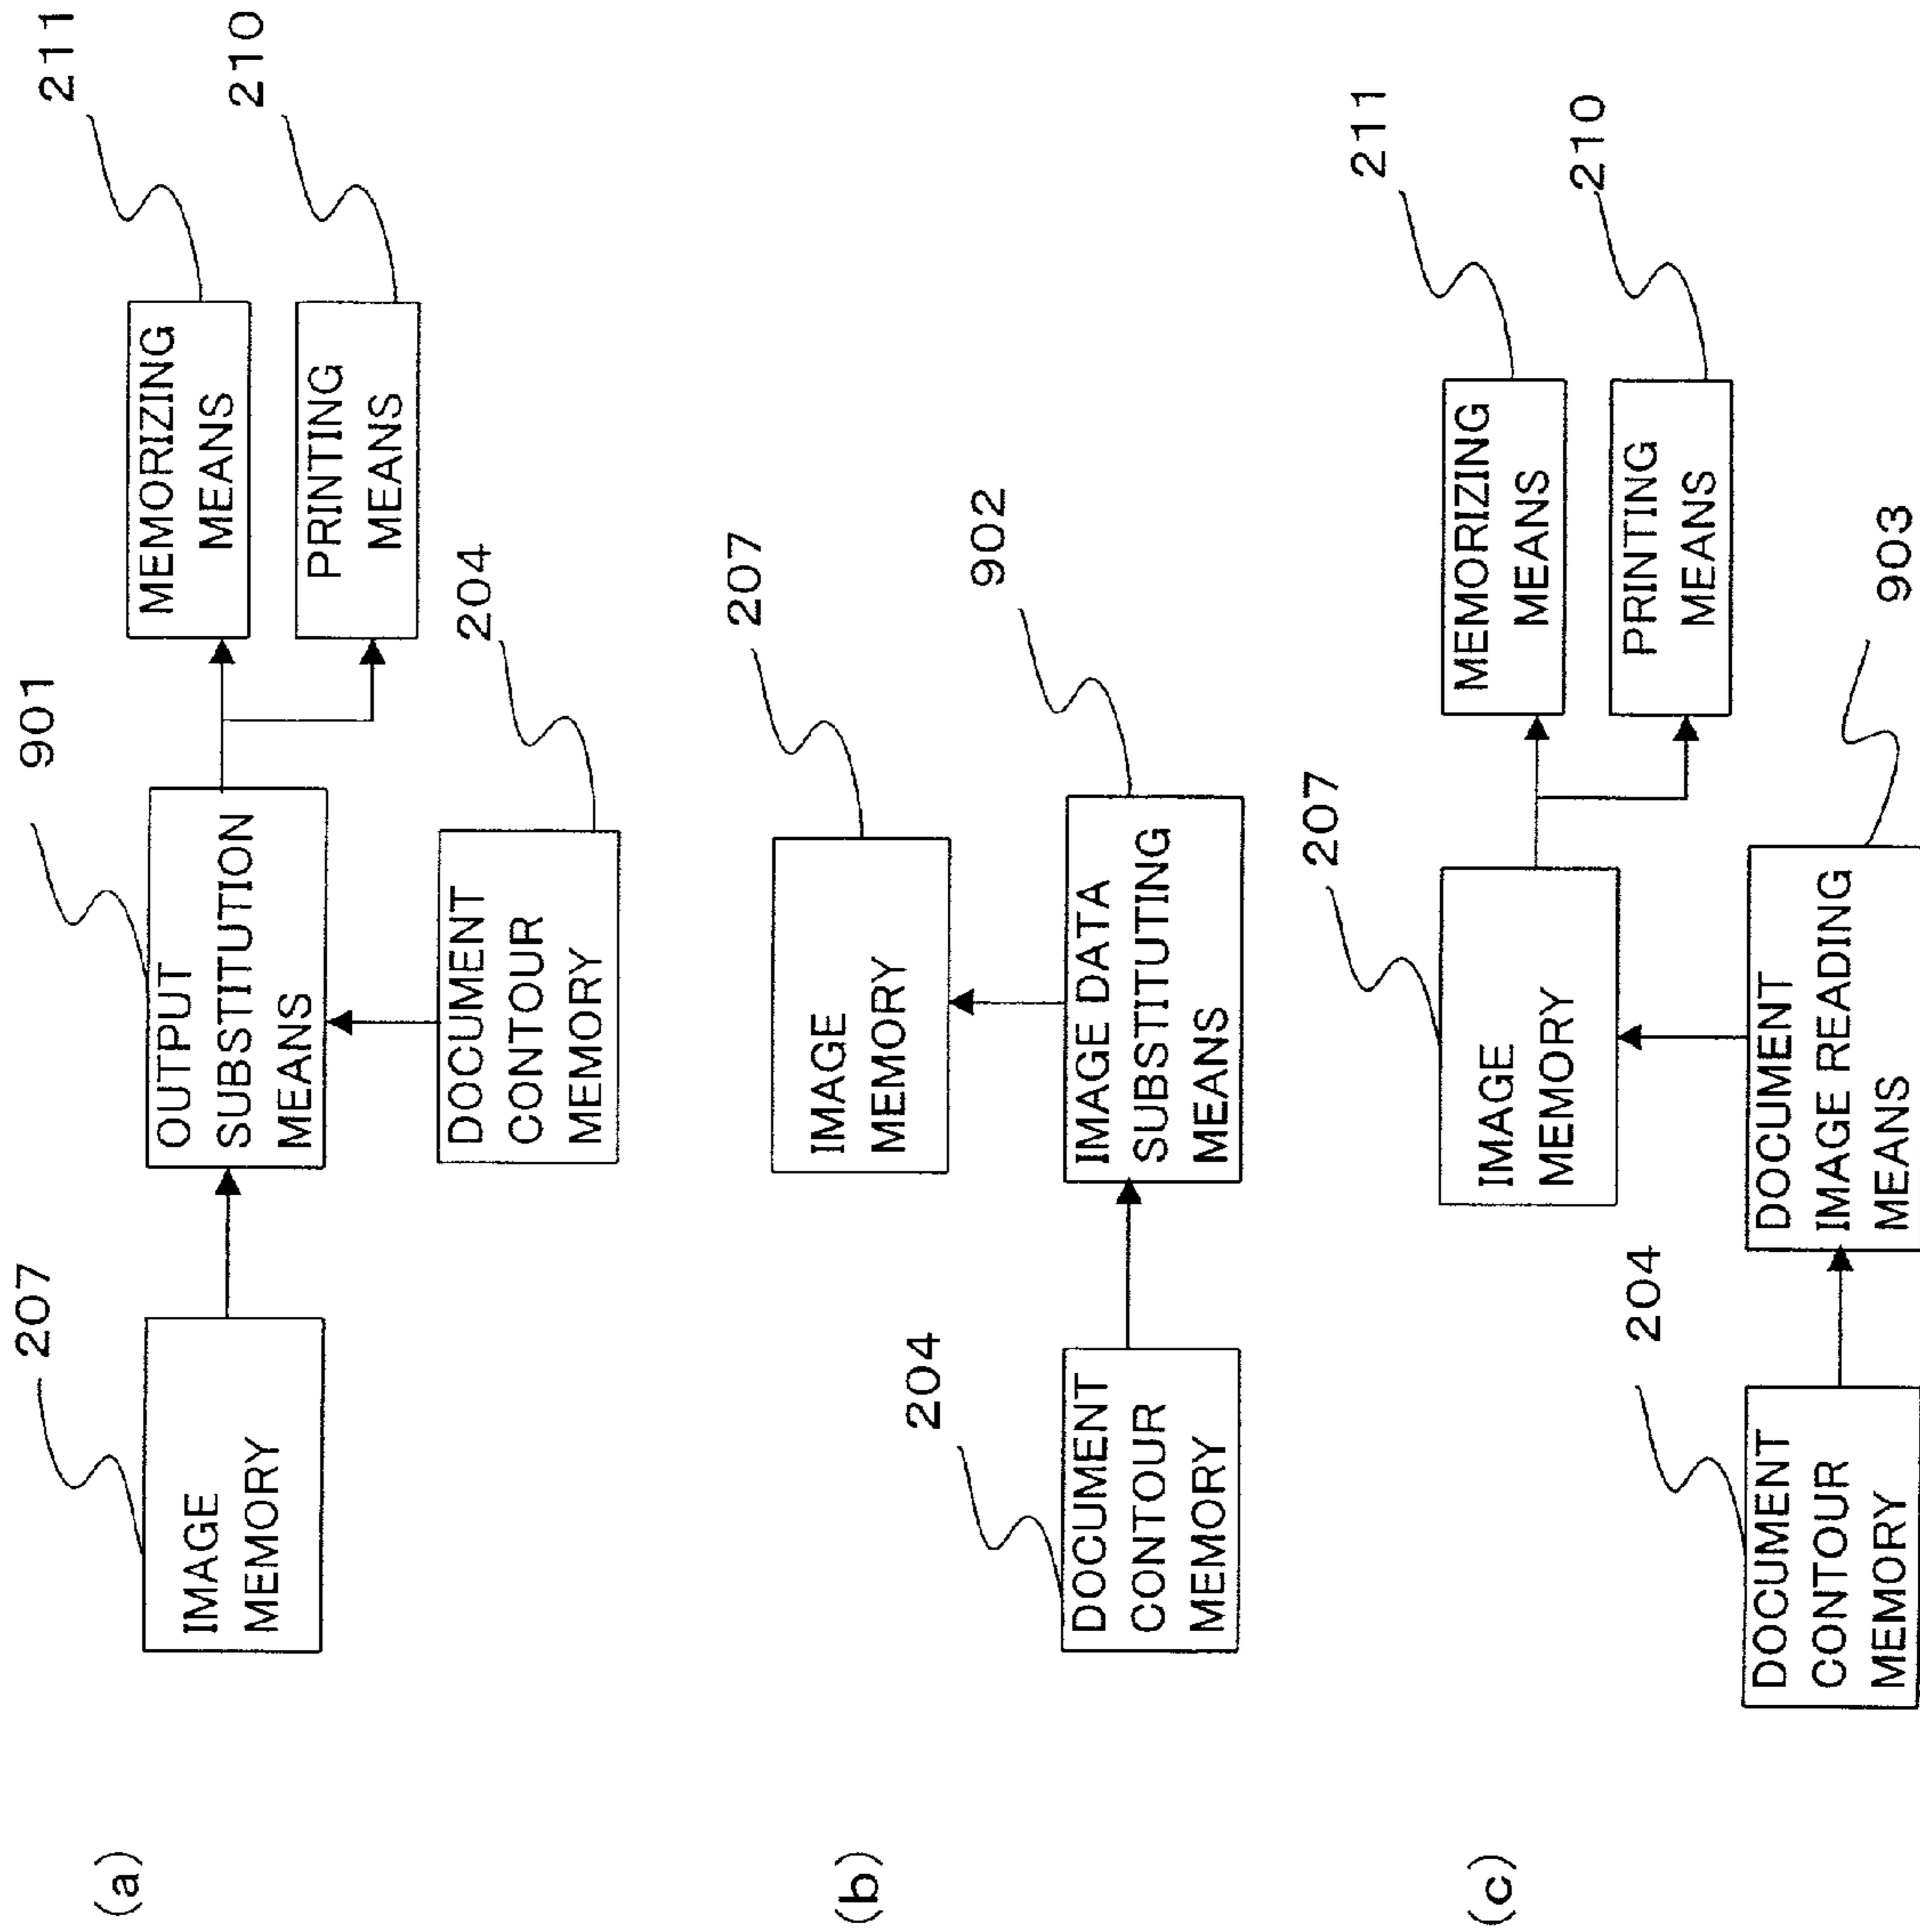 (a)
207
IMAGE
MEMORY
901
OUTPUT
SUBSTITUTION
MEANS
211
MEMORIZING
MEANS
210
PRINTING
MEANS
204
DOCUMENT
CONTOUR
MEMORY
(b)
207
IMAGE
MEMORY
204
DOCUMENT
CONTOUR
MEMORY
902
IMAGE DATA
SUBSTITUTING
MEANS
(c)
207
IMAGE
MEMORY
211
MEMORIZING
MEANS
210
PRINTING
MEANS
204
DOCUMENT
CONTOUR
MEMORY
903
DOCUMENT
IMAGE READING
MEANS